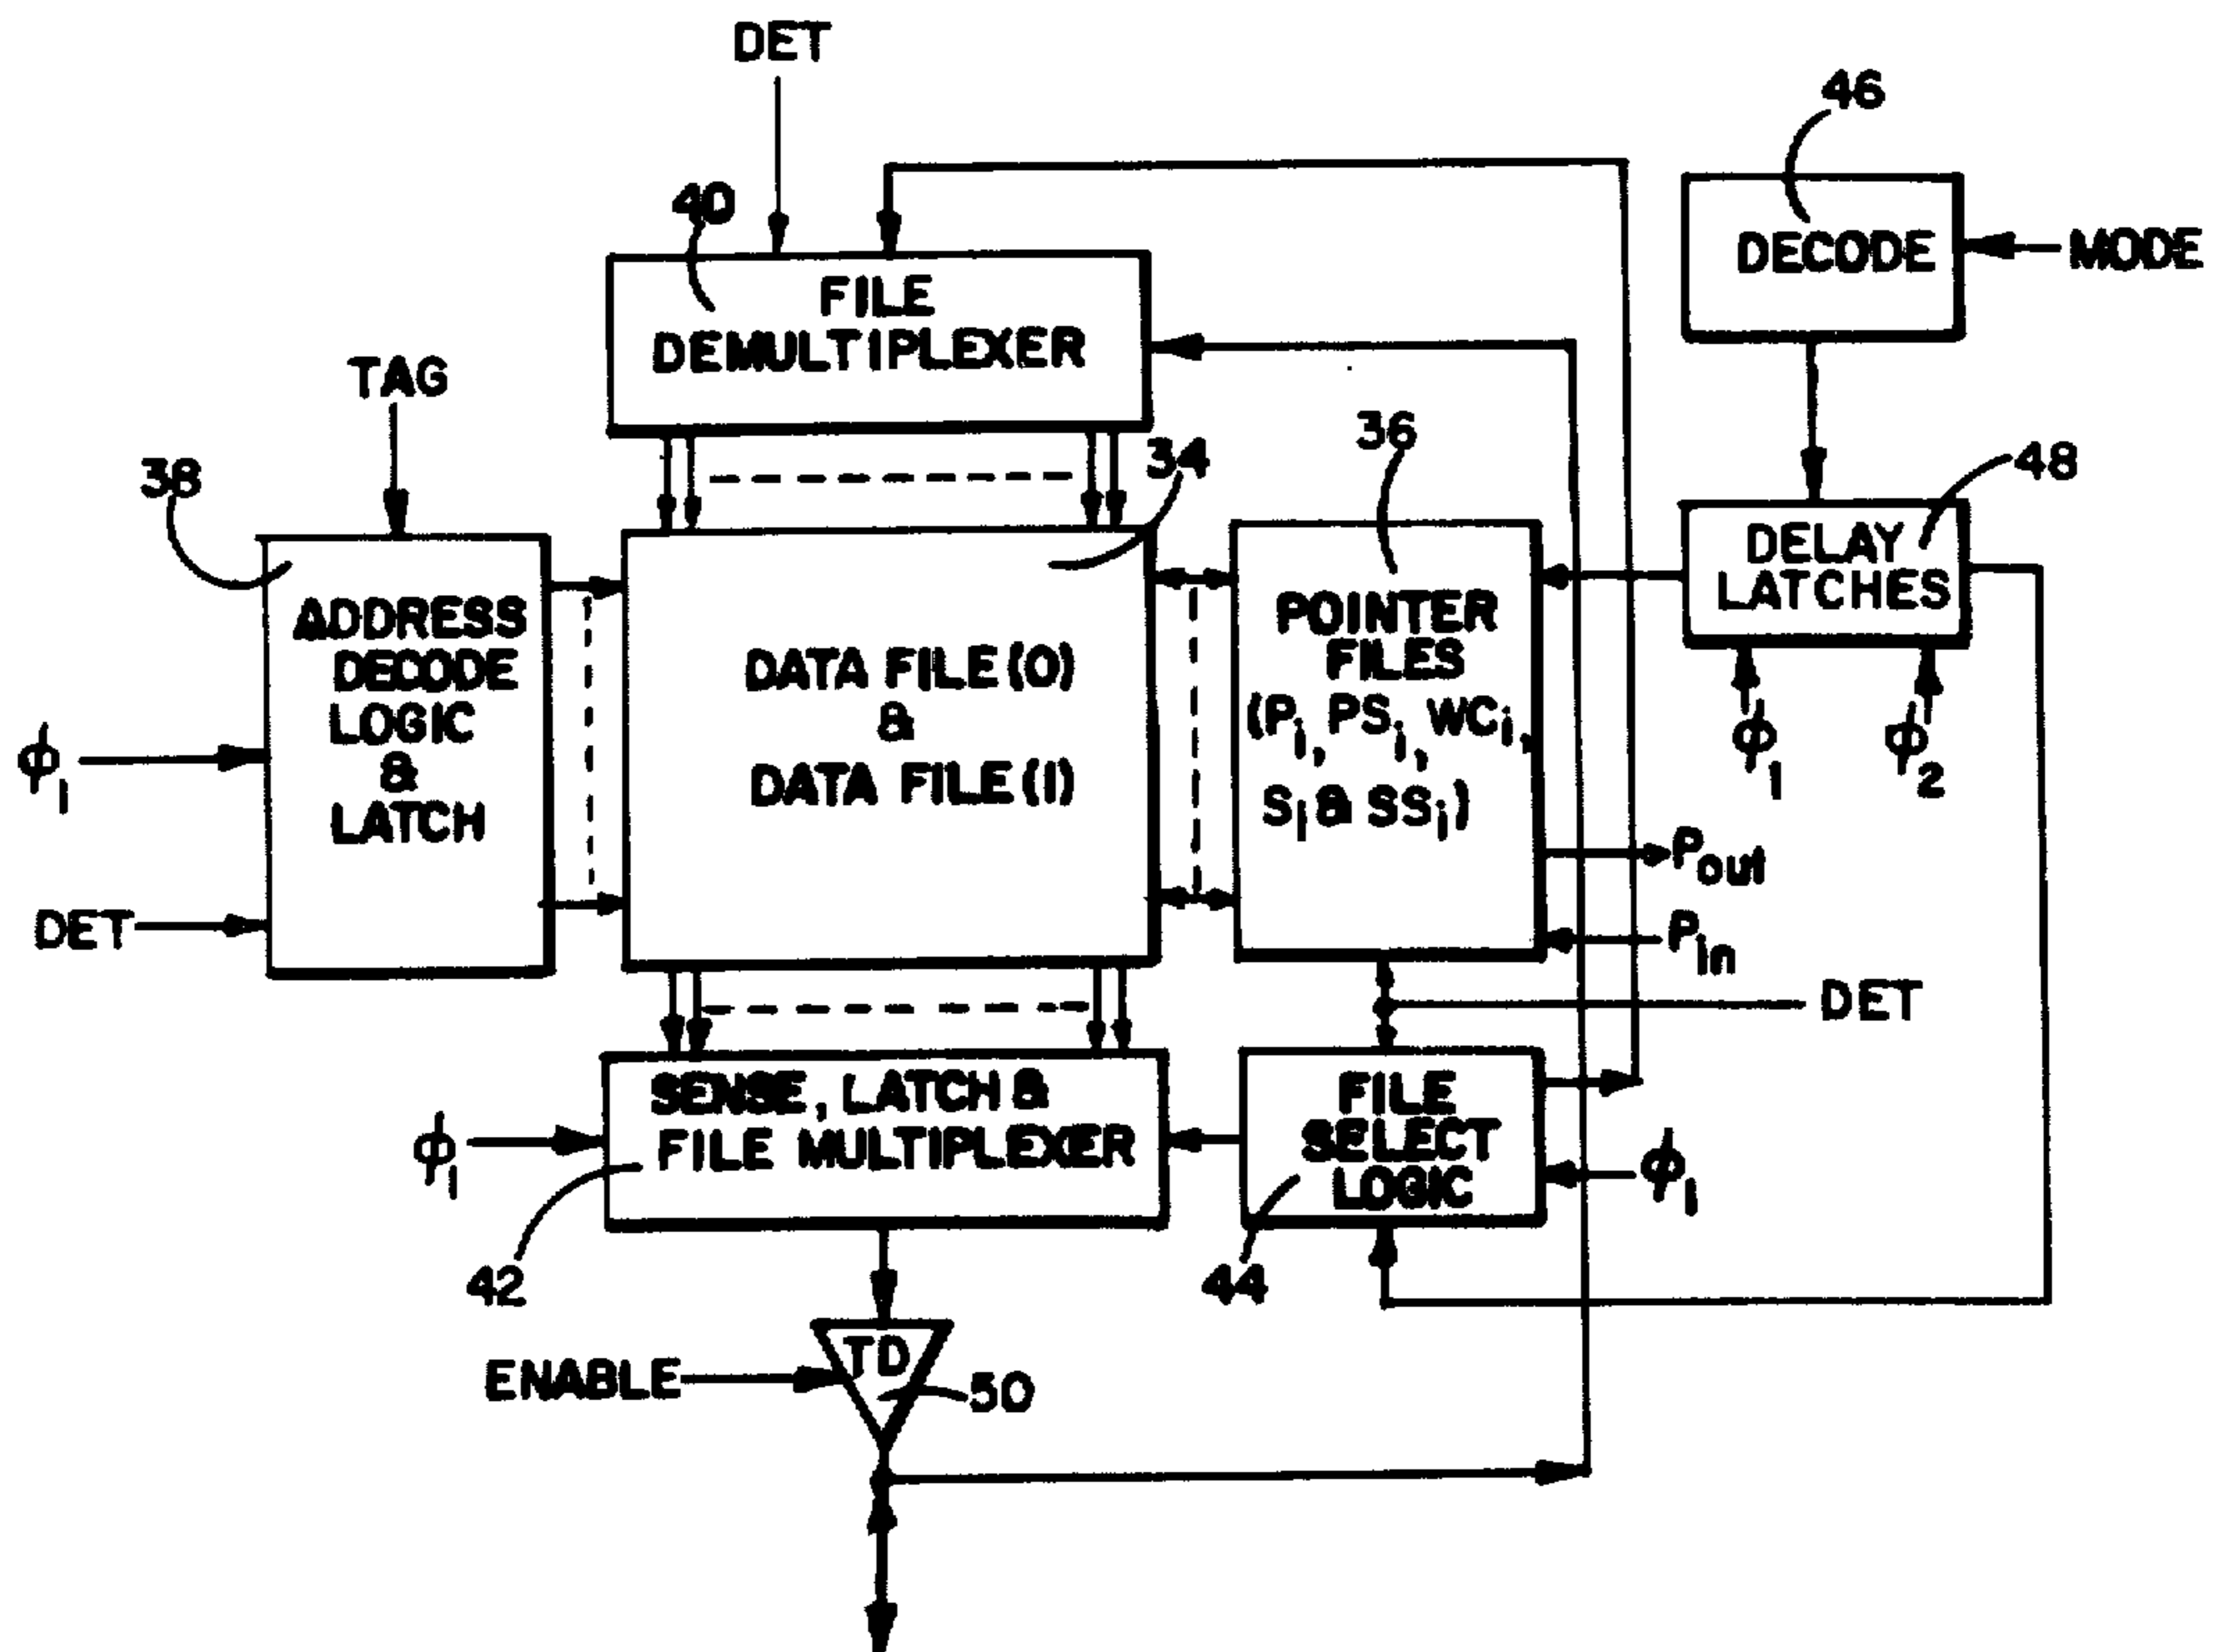 DET
46
40
DECODE
MODE
FILE
DEMULTIPLEXER
TAG
38
34
36
48
DELAY
LATCHES
ϕ1
ϕ2
ADDRESS
DECODE
LOGIC
&
LATCH
ϕ1
DET
DATA FILE(0)
&
DATA FILE(1)
POINTER
FILES
(Pi, PSi, WCi,
Si & SSi)
Pout
Pin
DET
SENSE, LATCH &
FILE MULTIPLEXER
ϕ1
42
FILE
SELECT
LOGIC
ϕ1
44
ENABLE
TD
50